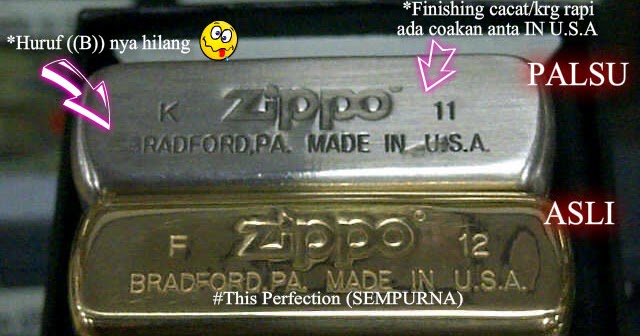 *Huruf ((B)) nya hilang
*Finishing cacat/krg rapi
ada coakan anta IN U.S.A
PALSU
K Zippo 11
RADFORD,PA. MADE IN U.S.A.
ASLI
F Zippo® 12
BRADFORD,PA. MADE IN U.S.A.
#This Perfection (SEMPURNA)